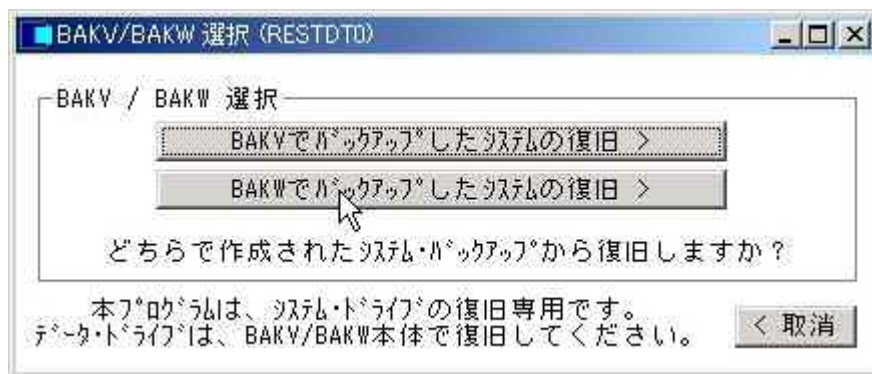 BAKV/BAKW 選択 (RESTDT0)
BAKV / BAKW 選択
BAKVでﾊﾞｯｸｱｯﾌﾟしたｼｽﾃﾑの復旧 >
BAKWでﾊﾞｯｸｱｯﾌﾟしたｼｽﾃﾑの復旧 >
どちらで作成されたｼｽﾃﾑ･ﾊﾞｯｸｱｯﾌﾟから復旧しますか？
本ﾌﾟﾛｸﾞﾗﾑは、ｼｽﾃﾑ･ﾄﾞﾗｲﾌﾞの復旧専用です。
ﾃﾞｰﾀ･ﾄﾞﾗｲﾌﾞは、BAKV/BAKW本体で復旧してください。
< 取消